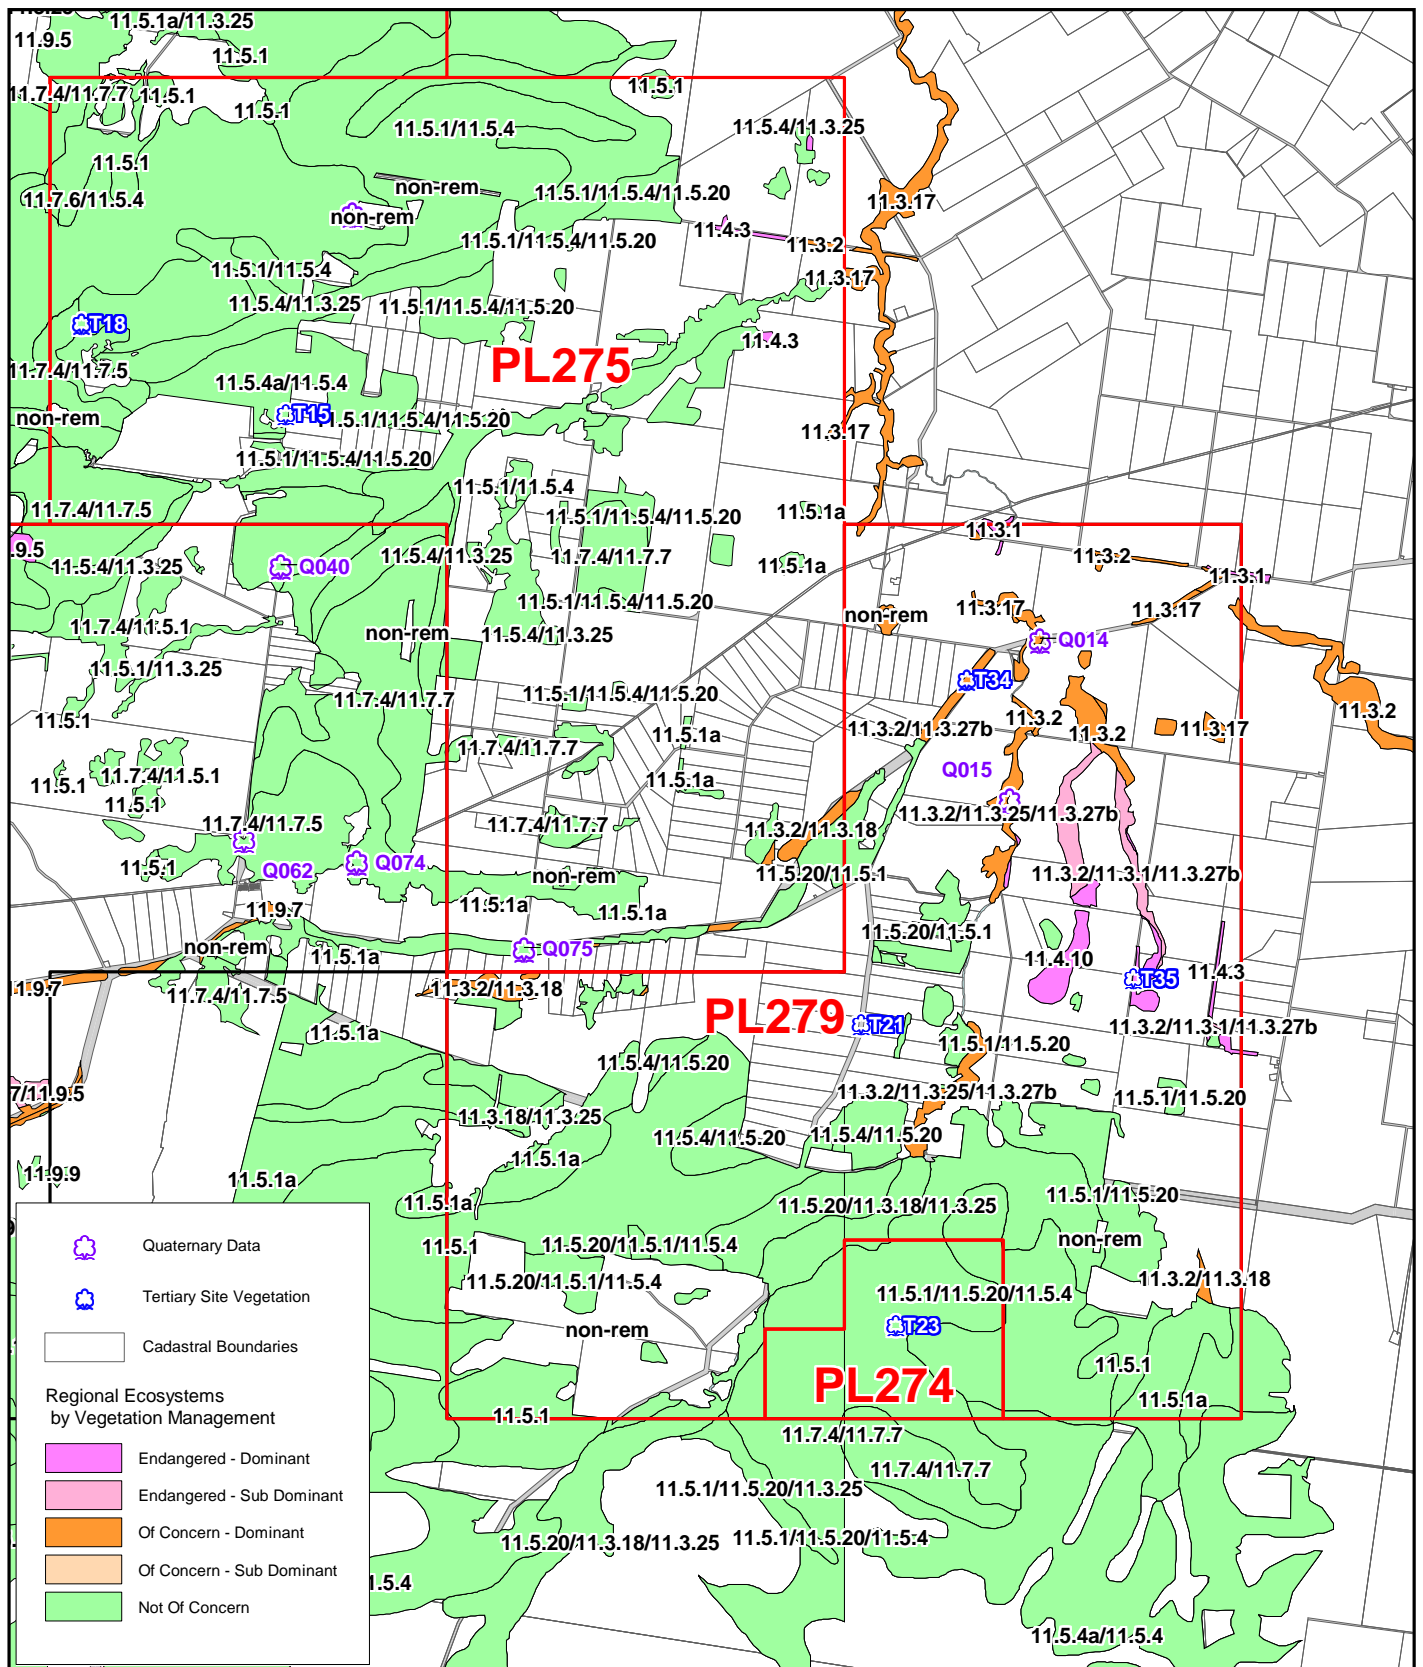 11.5.1a/11.3.25
11.9.5
11.5.1
11.5.1
11.7.4/11.7.7
11.5.1
11.5.1
11.5.1/11.5.4
11.5.4/11.3.25
11.5.1
non-rem
11.5.1/11.5.4/11.5.20
11.7.6/11.5.4
11.3.17
non-rem
11.4.3
11.5.1/11.5.4/11.5.20
11.3.2
11.5.1/11.5.4
11.3.17
11.5.4/11.3.25
11.5.1/11.5.4/11.5.20
T18
11.4.3
PL275
11.7.4/11.7.5
11.5.4a/11.5.4
non-rem
T15
.5.1/11.5.4/11.5.20
11.3.17
11.5.1/11.5.4/11.5.20
11.5.1/11.5.4
11.7.4/11.7.5
11.5.1/11.5.4/11.5.20
11.5.1a
11.3.1
.9.5
11.5.4/11.3.25
Q040
11.5.4/11.3.25
11.7.4/11.7.7
11.5.1a
11.3.2
11.3.1
11.5.1/11.5.4/11.5.20
non-rem
11.3.17
11.3.17
11.7.4/11.5.1
non-rem
11.5.4/11.3.25
Q014
11.5.1/11.3.25
T34
11.7.4/11.7.7
11.5.1/11.5.4/11.5.20
11.5.1
11.5.1a
11.3.2/11.3.27b
11.3.2
11.3.2
11.3.17
11.3.2
11.7.4/11.7.7
11.5.1
11.7.4/11.5.1
11.5.1a
Q015
11.5.1
11.7.4/11.7.5
11.7.4/11.7.7
11.3.2/11.3.18
11.3.2/11.3.25/11.3.27b
11.5.1
Q062
Q074
non-rem
11.5.20/11.5.1
11.3.2/11.3.1/11.3.27b
11.9.7
11.5.1a
11.5.1a
11.5.20/11.5.1
non-rem
11.5.1a
Q075
11.4.10
T35
11.4.3
11.9.7
11.7.4/11.7.5
11.3.2/11.3.18
PL279
T21
11.3.2/11.3.1/11.3.27b
11.5.1a
11.5.1/11.5.20
11.5.4/11.5.20
7/11.9.5
11.3.2/11.3.25/11.3.27b
11.5.1/11.5.20
11.3.18/11.3.25
11.5.4/11.5.20
11.5.4/11.5.20
11.5.1a
11.9.9
11.5.1a
11.5.1a
11.5.20/11.3.18/11.3.25
11.5.1/11.5.20
11.5.1
11.5.20/11.5.1/11.5.4
non-rem
11.5.20/11.5.1/11.5.4
11.3.2/11.3.18
11.5.1/11.5.20/11.5.4
non-rem
T23
11.5.1
PL274
11.5.1a
11.5.1
11.7.4/11.7.7
11.7.4/11.7.7
11.5.1/11.5.20/11.3.25
11.5.20/11.3.18/11.3.25
11.5.1/11.5.20/11.5.4
1.5.4
11.5.4a/11.5.4
Quaternary Data
Tertiary Site Vegetation
Cadastral Boundaries
Regional Ecosystems
by Vegetation Management
Endangered - Dominant
Endangered - Sub Dominant
Of Concern - Dominant
Of Concern - Sub Dominant
Not Of Concern